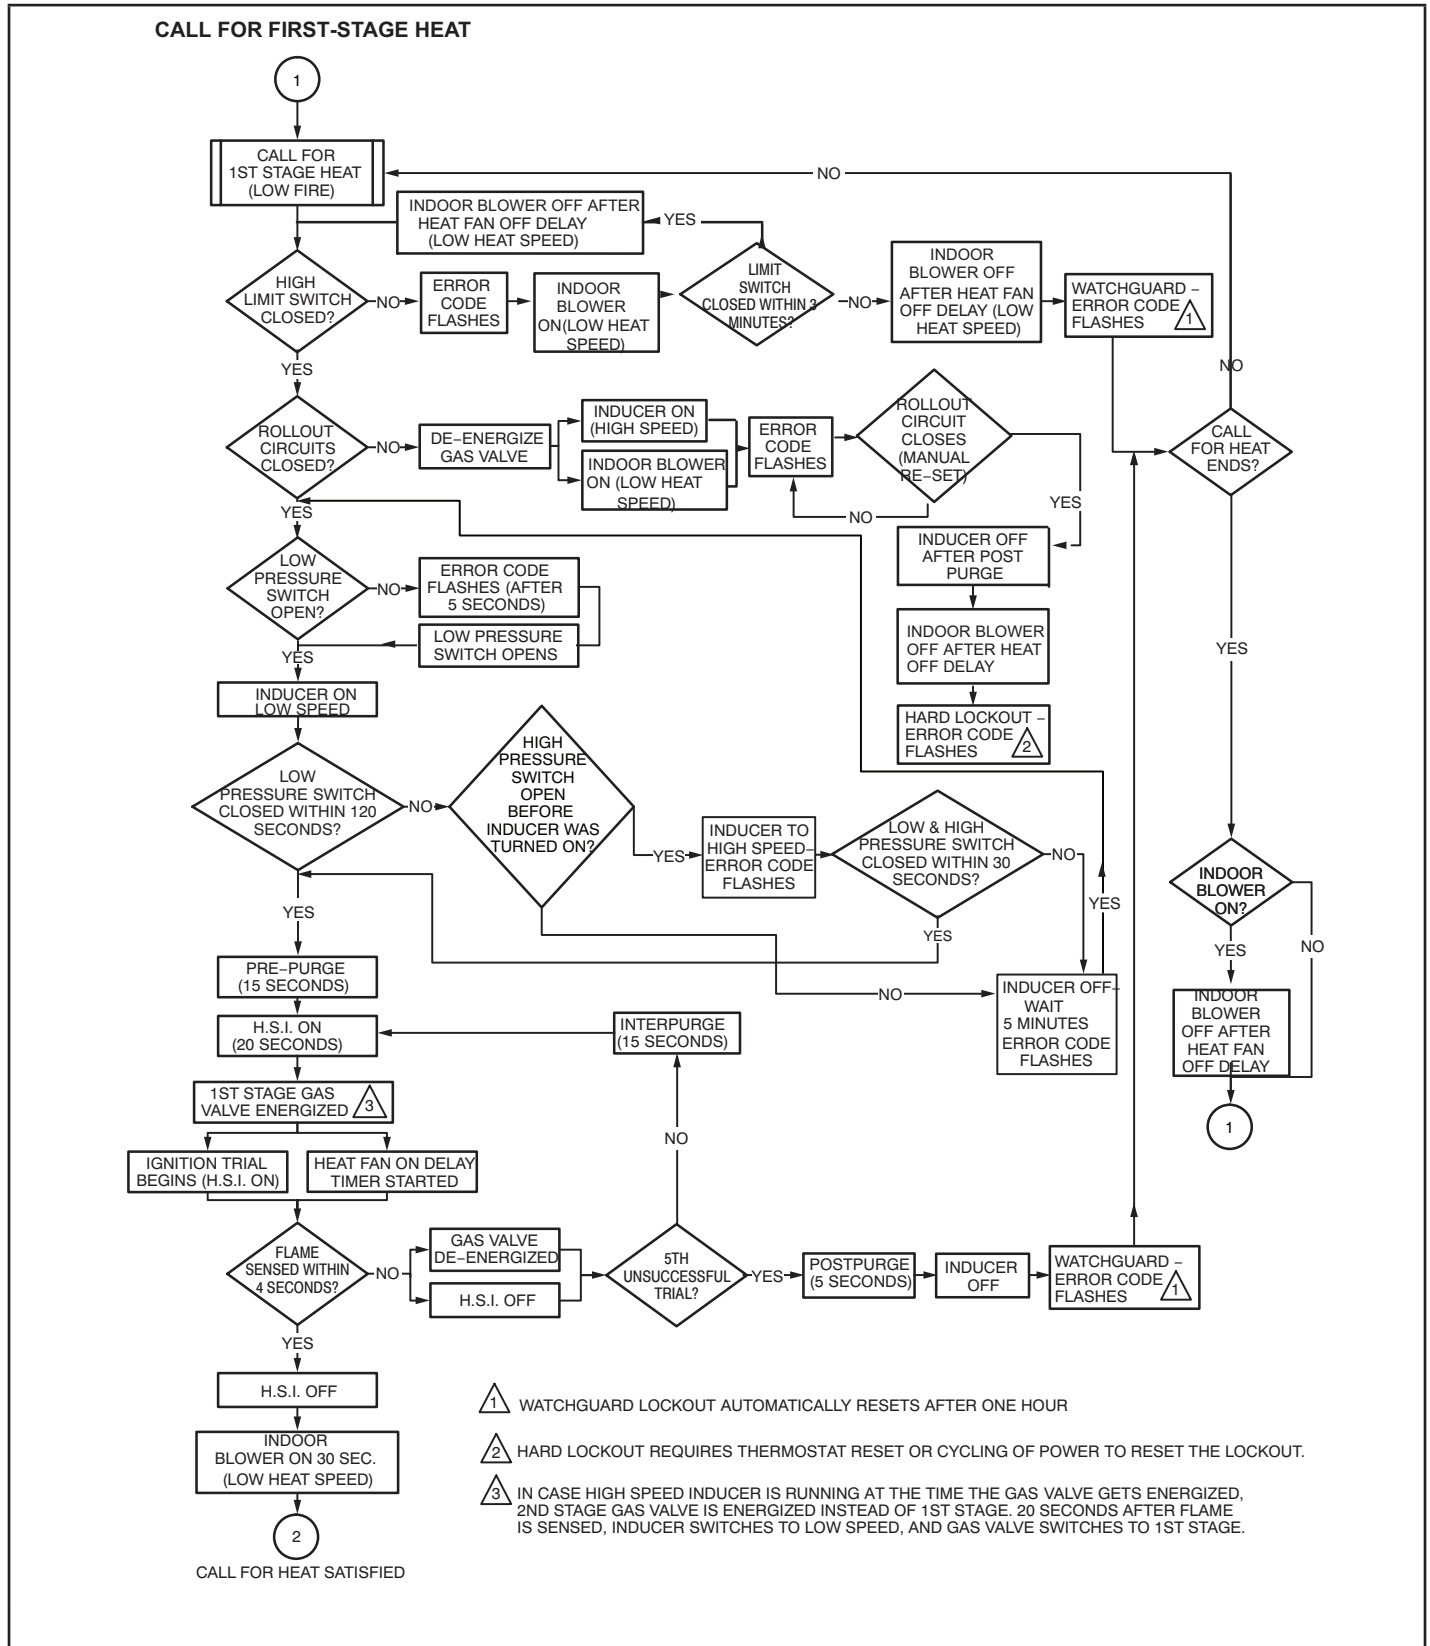 CALL FOR FIRST-STAGE HEAT
1
CALL FOR
1ST STAGE HEAT
(LOW FIRE)
NO
INDOOR BLOWER OFF AFTER
HEAT FAN OFF DELAY
(LOW HEAT SPEED)
YES
HIGH
LIMIT SWITCH
CLOSED?
NO
ERROR
CODE
FLASHES
INDOOR
BLOWER
ON(LOW HEAT
SPEED)
LIMIT
SWITCH
CLOSED WITHIN 3
MINUTES?
NO
INDOOR
BLOWER OFF
AFTER HEAT FAN
OFF DELAY (LOW
HEAT SPEED)
WATCHGUARD –
ERROR CODE
FLASHES
1
NO
YES
ROLLOUT
CIRCUITS
CLOSED?
NO
DE–ENERGIZE
GAS VALVE
INDUCER ON
(HIGH SPEED)
INDOOR BLOWER
ON (LOW HEAT
SPEED)
ERROR
CODE
FLASHES
ROLLOUT
CIRCUIT
CLOSES
(MANUAL
RE–SET)
NO
YES
CALL
FOR HEAT
ENDS?
YES
INDUCER OFF
AFTER POST
PURGE
INDOOR BLOWER
OFF AFTER HEAT
OFF DELAY
HARD LOCKOUT –
ERROR CODE
FLASHES
2
YES
LOW
PRESSURE
SWITCH
OPEN?
NO
ERROR CODE
FLASHES (AFTER
5 SECONDS)
LOW PRESSURE
SWITCH OPENS
YES
INDUCER ON
LOW SPEED
LOW
PRESSURE SWITCH
CLOSED WITHIN 120
SECONDS?
NO
HIGH
PRESSURE
SWITCH
OPEN
BEFORE
INDUCER WAS
TURNED ON?
YES
INDUCER TO
HIGH SPEED–
ERROR CODE
FLASHES
LOW & HIGH
PRESSURE SWITCH
CLOSED WITHIN 30
SECONDS?
NO
YES
YES
NO
INDUCER OFF–
WAIT
5 MINUTES
ERROR CODE
FLASHES
INDOOR
BLOWER
ON?
YES
NO
INDOOR
BLOWER
OFF AFTER
HEAT FAN
OFF DELAY
1
YES
PRE–PURGE
(15 SECONDS)
H.S.I. ON
(20 SECONDS)
INTERPURGE
(15 SECONDS)
1ST STAGE GAS
VALVE ENERGIZED
3
IGNITION TRIAL
BEGINS (H.S.I. ON)
HEAT FAN ON DELAY
TIMER STARTED
NO
FLAME
SENSED WITHIN
4 SECONDS?
NO
GAS VALVE
DE–ENERGIZED
H.S.I. OFF
5TH
UNSUCCESSFUL
TRIAL?
YES
POSTPURGE
(5 SECONDS)
INDUCER
OFF
WATCHGUARD –
ERROR CODE
FLASHES
1
YES
H.S.I. OFF
INDOOR
BLOWER ON 30 SEC.
(LOW HEAT SPEED)
2
CALL FOR HEAT SATISFIED
1 WATCHGUARD LOCKOUT AUTOMATICALLY RESETS AFTER ONE HOUR
2 HARD LOCKOUT REQUIRES THERMOSTAT RESET OR CYCLING OF POWER TO RESET THE LOCKOUT.
3 IN CASE HIGH SPEED INDUCER IS RUNNING AT THE TIME THE GAS VALVE GETS ENERGIZED,
2ND STAGE GAS VALVE IS ENERGIZED INSTEAD OF 1ST STAGE. 20 SECONDS AFTER FLAME
IS SENSED, INDUCER SWITCHES TO LOW SPEED, AND GAS VALVE SWITCHES TO 1ST STAGE.